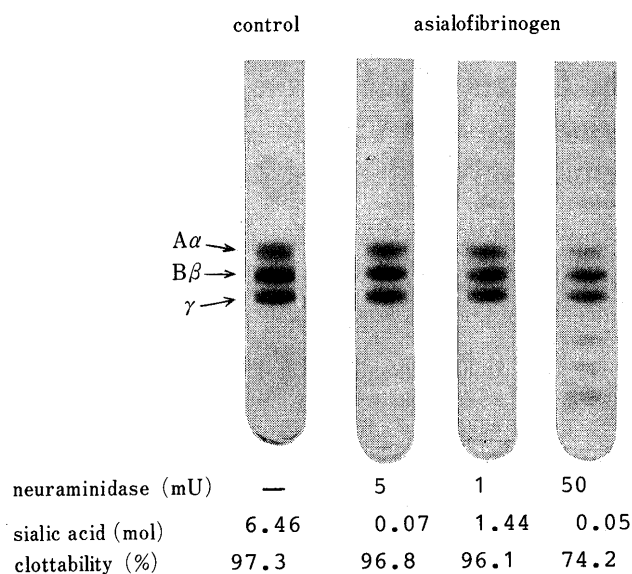 control asialofibrinogen
Aα
Bβ
γ
neuraminidase (mU) — 5 1 50
sialic acid (mol) 6.46 0.07 1.44 0.05
clottability (%) 97.3 96.8 96.1 74.2